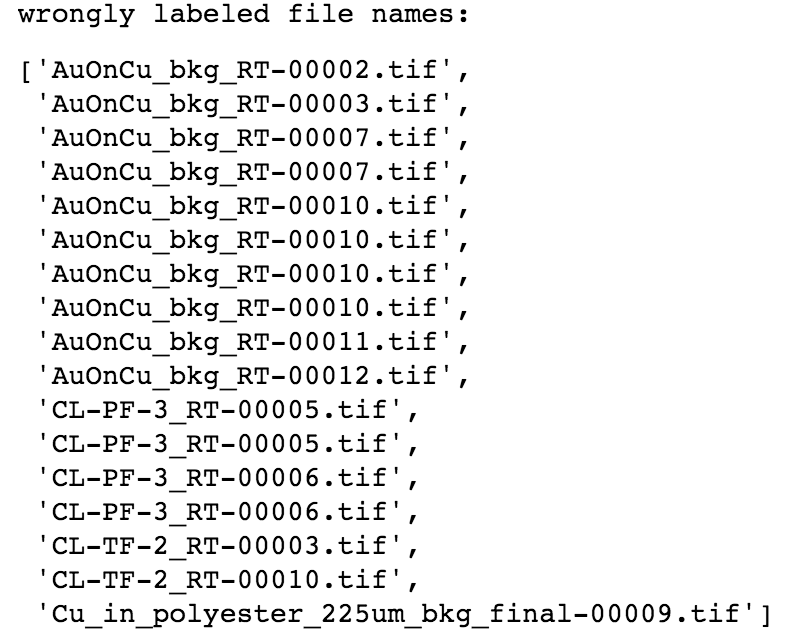 wrongly labeled file names:
['AuOnCu_bkg_RT-00002.tif',
'AuOnCu_bkg_RT-00003.tif',
'AuOnCu_bkg_RT-00007.tif',
'AuOnCu_bkg_RT-00007.tif',
'AuOnCu_bkg_RT-00010.tif',
'AuOnCu_bkg_RT-00010.tif',
'AuOnCu_bkg_RT-00010.tif',
'AuOnCu_bkg_RT-00010.tif',
'AuOnCu_bkg_RT-00011.tif',
'AuOnCu_bkg_RT-00012.tif',
'CL-PF-3_RT-00005.tif',
'CL-PF-3_RT-00005.tif',
'CL-PF-3_RT-00006.tif',
'CL-PF-3_RT-00006.tif',
'CL-TF-2_RT-00003.tif',
'CL-TF-2_RT-00010.tif',
'Cu_in_polyester_225um_bkg_final-00009.tif']